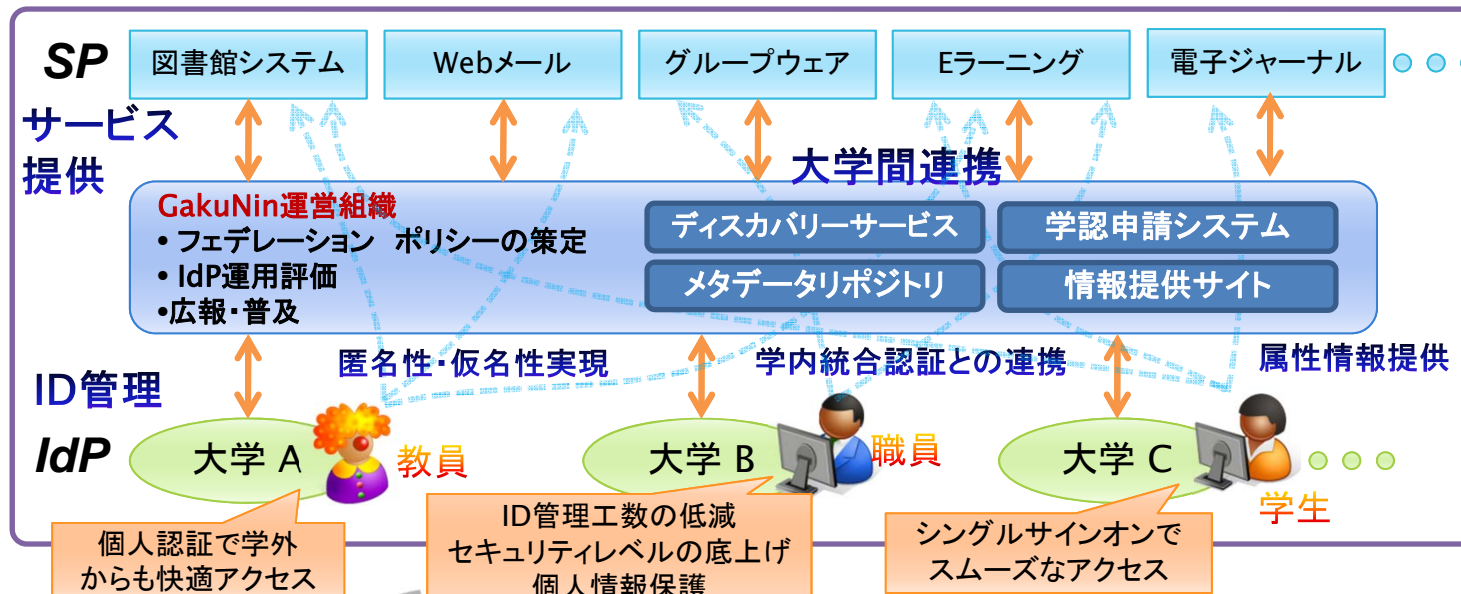 SP
図書館システム
Webメール
グループウェア
Eラーニング
電子ジャーナル
サービス
提供
大学間連携
GakuNin運営組織
• フェデレーション ポリシーの策定
• IdP運用評価
•広報・普及
ディスカバリーサービス
学認申請システム
メタデータリポジトリ
情報提供サイト
匿名性・仮名性実現
学内統合認証との連携
属性情報提供
ID管理
IdP
大学 A
教員
大学 B
職員
大学 C
学生
個人認証で学外
からも快適アクセス
ID管理工数の低減
セキュリティレベルの底上げ
個人情報保護
シングルサインオンで
スムーズなアクセス